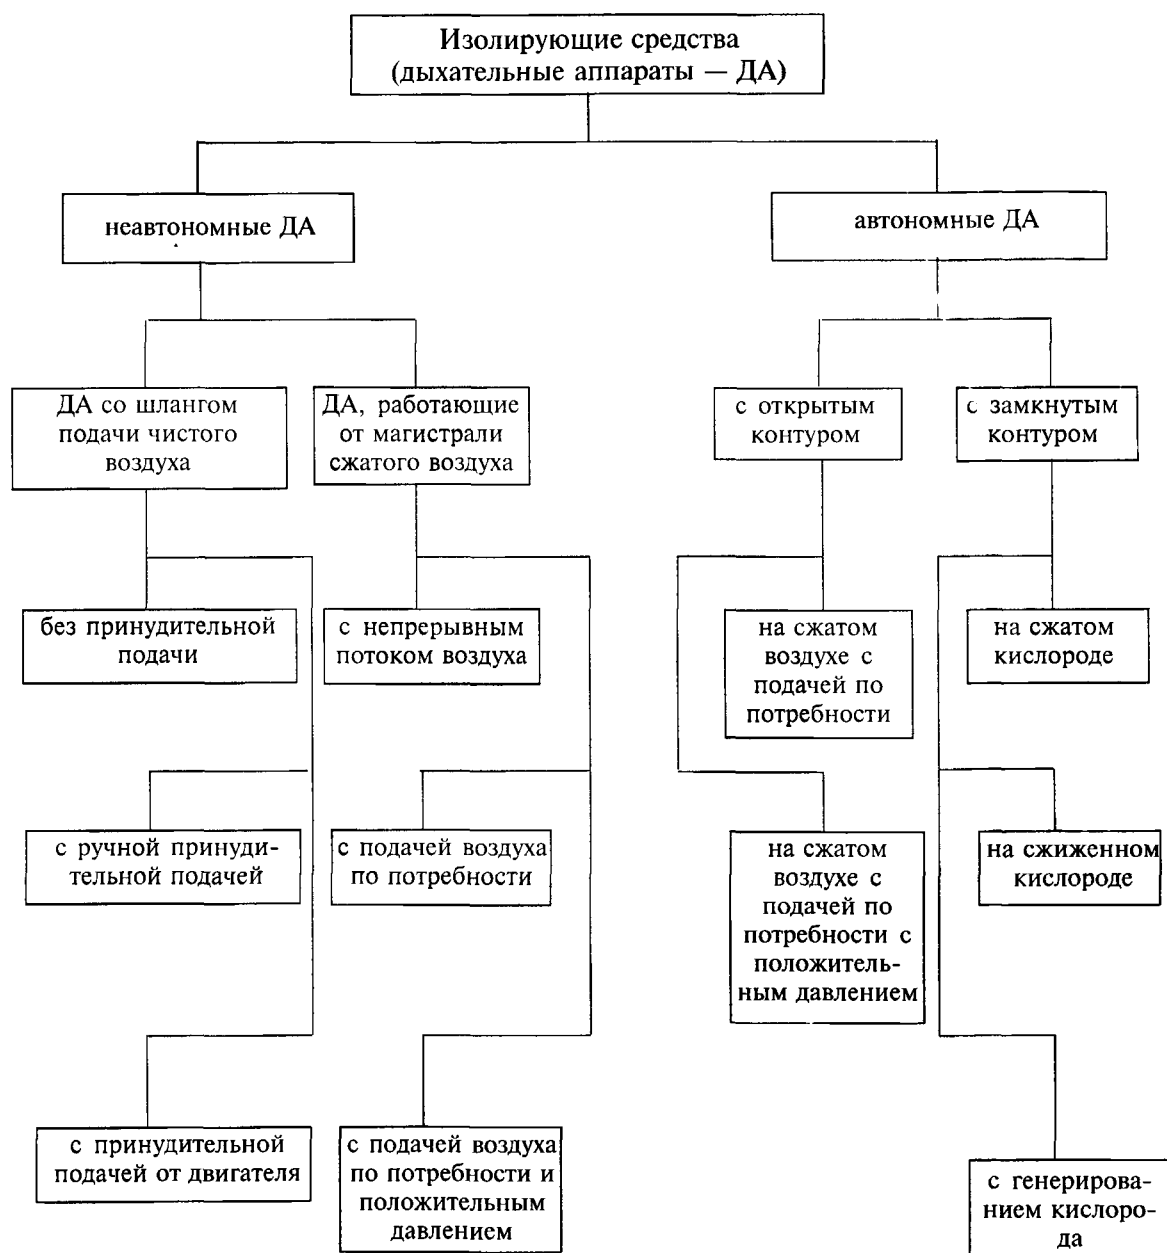 Изолирующие средства
(дыхательные аппараты — ДА)
неавтономные ДА
автономные ДА
ДА со шлангом
подачи чистого
воздуха
ДА, работающие
от магистрали
сжатого воздуха
с открытым
контуром
с замкнутым
контуром
без принудительной
подачи
с непрерывным
потоком воздуха
на сжатом
воздухе с
подачей по
потребности
на сжатом
кислороде
с ручной принуди-
тельной подачей
с подачей воздуха
по потребности
на сжатом
воздухе с
подачей по
потребности с
положитель-
ным давлением
на сжиженном
кислороде
с принудительной
подачей от двигателя
с подачей воздуха
по потребности и
положительным
давлением
с генерирова-
нием кислоро-
да